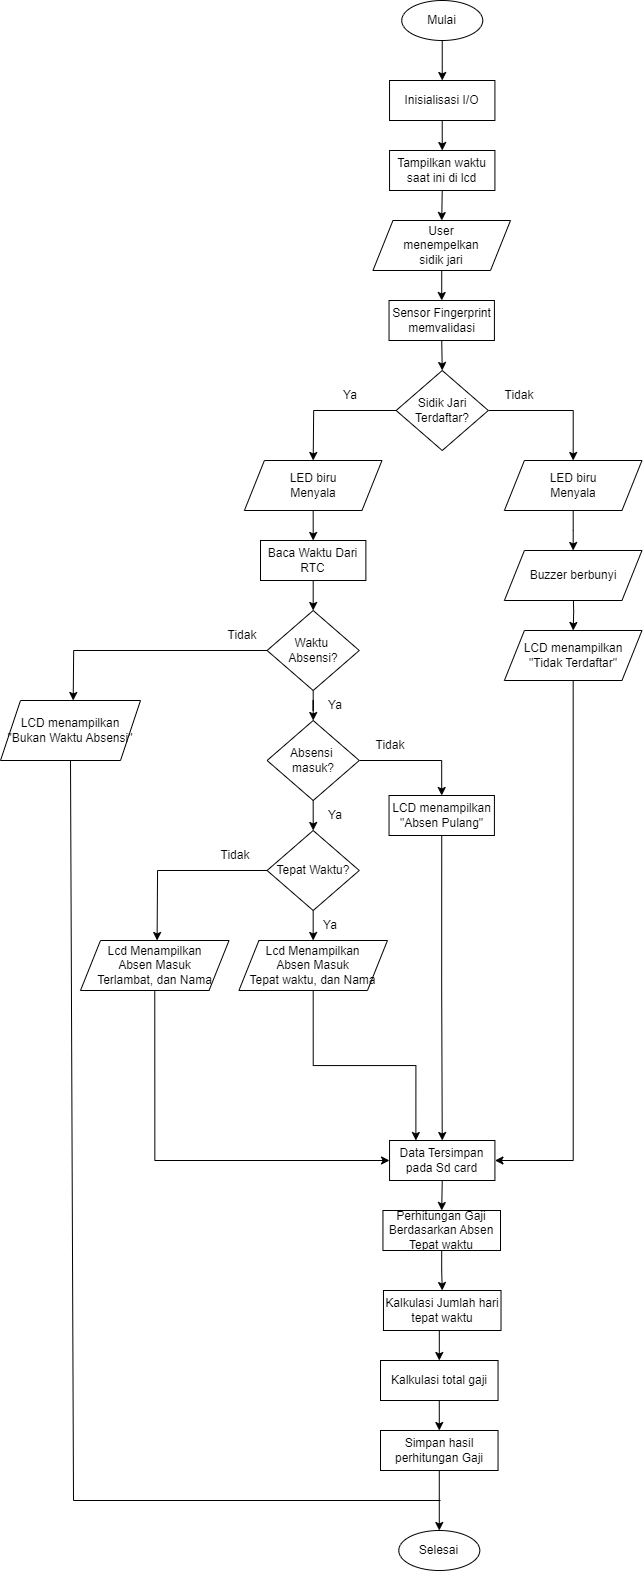 Mulai
Inisialisasi I/O
Tampilkan waktu
saat ini di lcd
User
menempelkan
sidik jari
Sensor Fingerprint
memvalidasi
Ya
Sidik Jari
Terdaftar?
Tidak
LED biru
Menyala
LED biru
Menyala
Baca Waktu Dari
RTC
Buzzer berbunyi
Tidak
Waktu
Absensi?
LCD menampilkan
"Tidak Terdaftar"
Ya
LCD menampilkan
"Bukan Waktu Absensi"
Absensi
masuk?
Tidak
LCD menampilkan
"Absen Pulang"
Ya
Tidak
Tepat Waktu?
Ya
Lcd Menampilkan
Absen Masuk
Terlambat, dan Nama
Lcd Menampilkan
Absen Masuk
Tepat waktu, dan Nama
Data Tersimpan
pada Sd card
Perhitungan Gaji
Berdasarkan Absen
Tepat waktu
Kalkulasi Jumlah hari
tepat waktu
Kalkulasi total gaji
Simpan hasil
perhitungan Gaji
Selesai